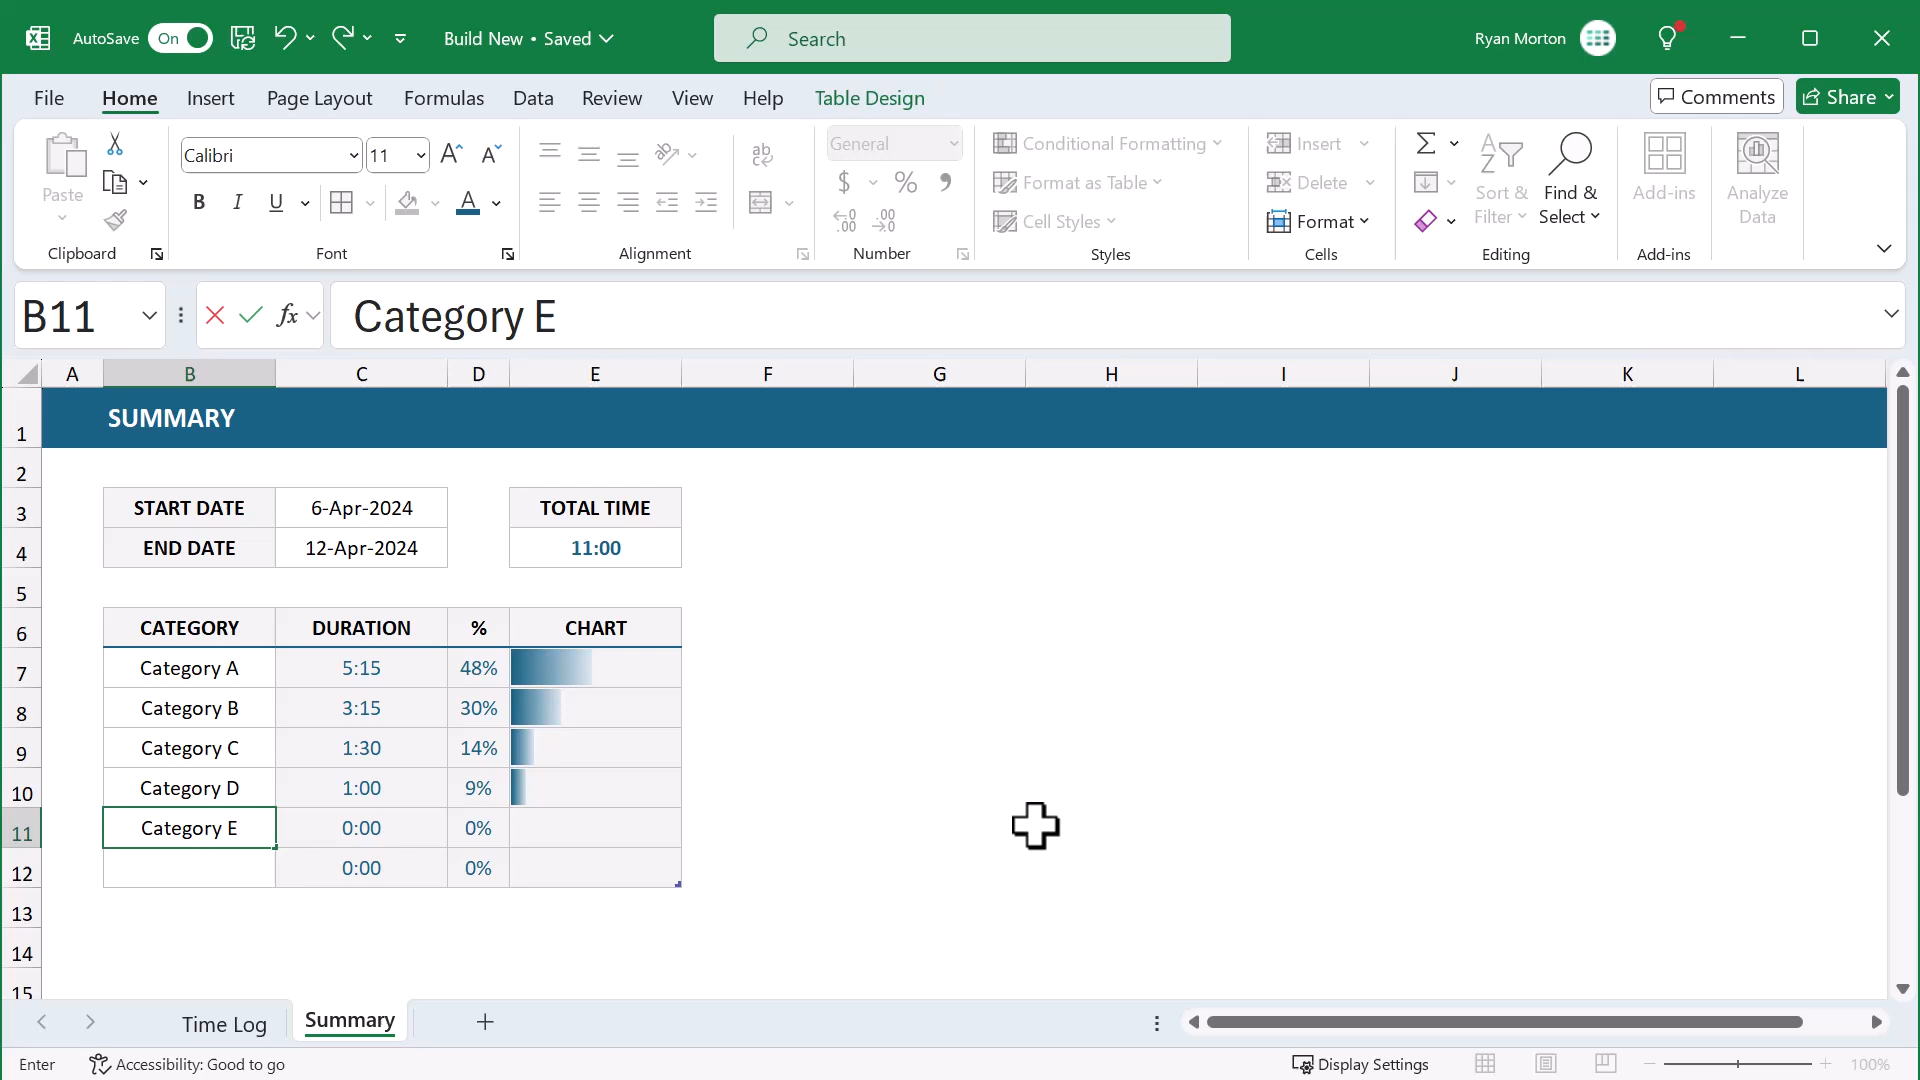 AutoSave On Build New • Saved Search Ryan Morton
File Home Insert Page Layout Formulas Data Review View Help Table Design Comments Share
Paste
Clipboard
Calibri 11
B I U
Font
ab
Alignment
General
$ % 9
.00
Number
Conditional Formatting
Format as Table
Cell Styles
Styles
Insert
Delete
Format
Cells
Sort & Filter
Find & Select
Editing
Add-ins
Add-ins
Analyze Data
B11 fx Category E
A B C D E F G H I J K L
1 SUMMARY
2
3 START DATE 6-Apr-2024 TOTAL TIME
4 END DATE 12-Apr-2024 11:00
5
6 CATEGORY DURATION % CHART
7 Category A 5:15 48%
8 Category B 3:15 30%
9 Category C 1:30 14%
10 Category D 1:00 9%
11 Category E 0:00 0%
12 0:00 0%
13
14
15
Time Log Summary
Enter Accessibility: Good to go Display Settings 100%